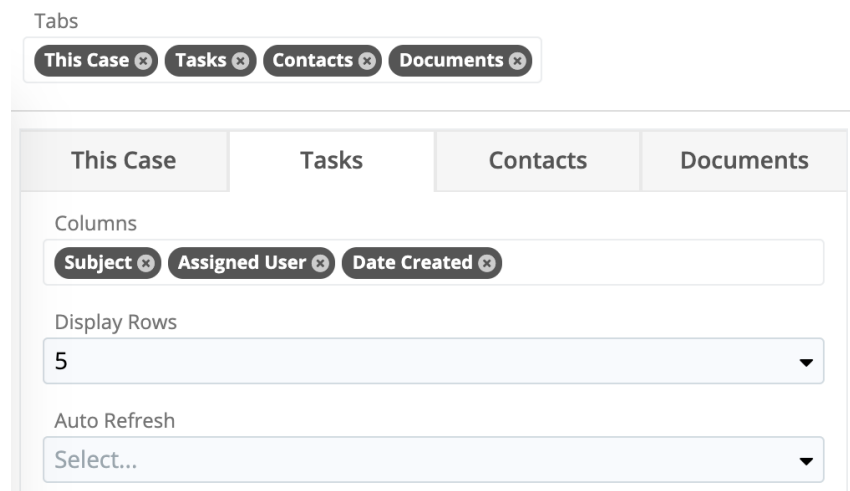 Tabs
This Case Tasks Contacts Documents
This Case Tasks Contacts Documents
Columns
Subject Assigned User Date Created
Display Rows
5
Auto Refresh
Select...